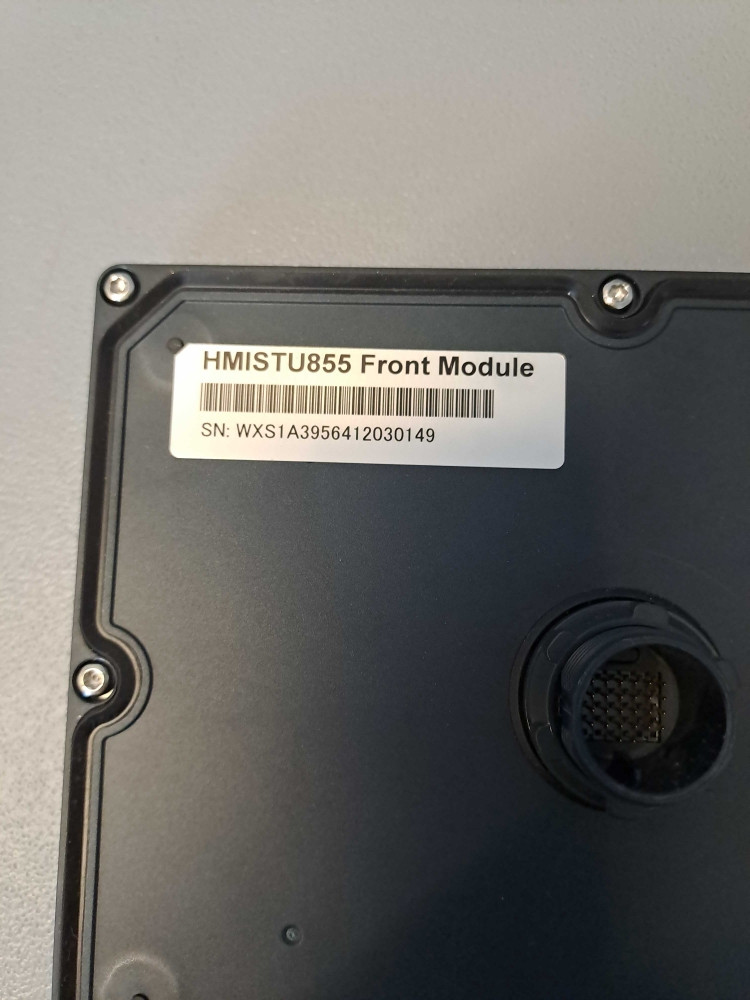 HMISTU855 Front Module
SN: WXS1A3956412030149